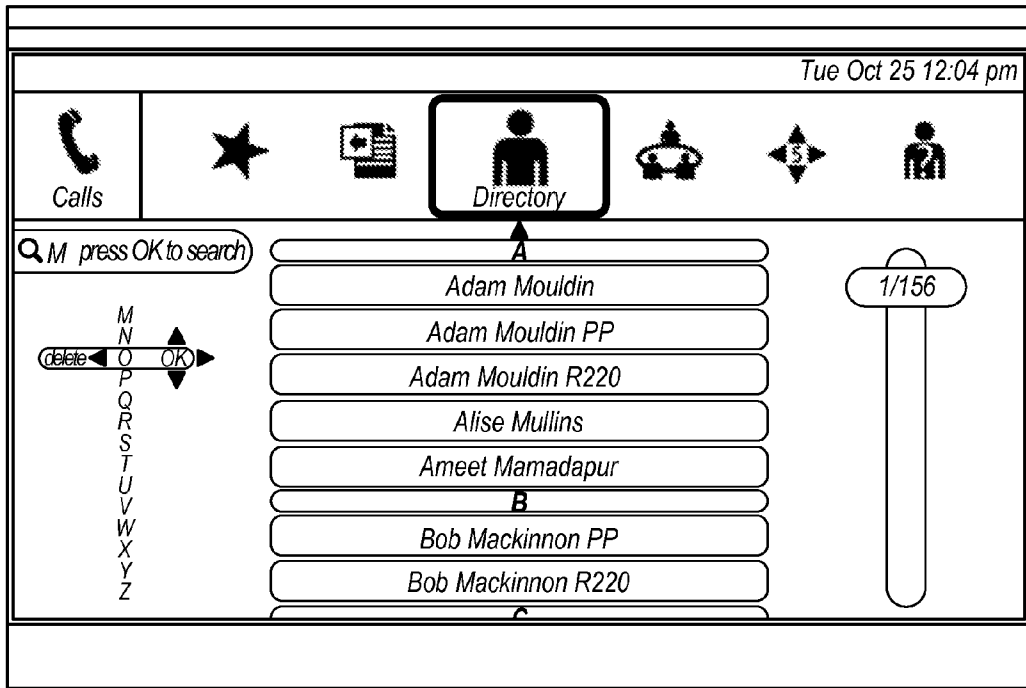 Tue Oct 25 12:04 pm
Calls
S
?
Directory
M press OK to search
A
Adam Mouldin
1/156
Adam Mouldin PP
Adam Mouldin R220
Alise Mullins
Ameet Mamadapur
B
Bob Mackinnon PP
Bob Mackinnon R220
C
M
N
delete O OK
P
Q
R
S
T
U
V
W
X
Y
Z